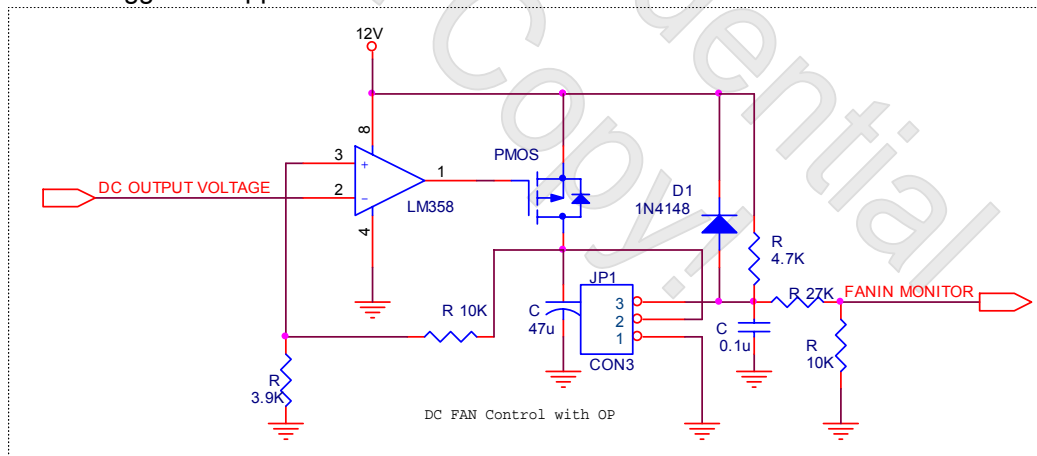 12V
8
PMOS
3
+
1
DC OUTPUT VOLTAGE
2
-
LM358
4
D1
1N4148
R
4.7K
JP1
R 27K
FANIN MONITOR
R 10K
C
47u
3
2
1
C
0.1u
R
10K
CON3
R
3.9K
DC FAN Control with OP
Copy!